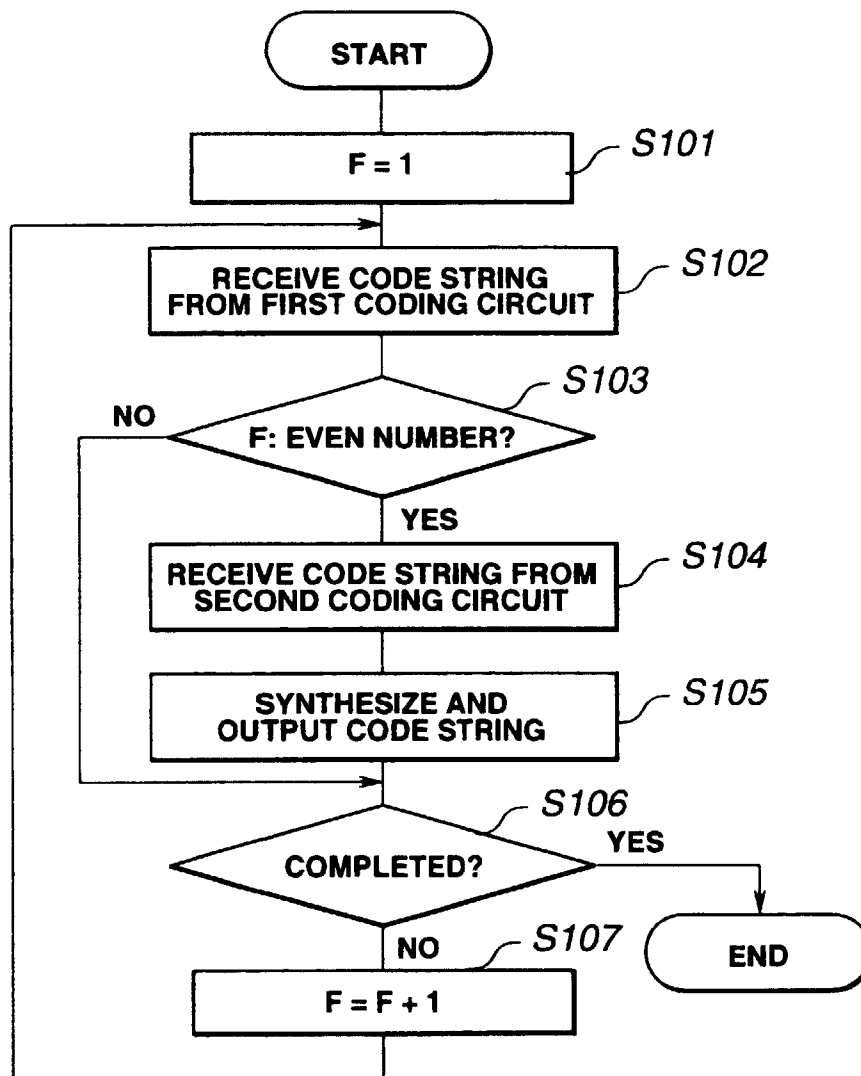 START
F = 1
S101
RECEIVE CODE STRING
FROM FIRST CODING CIRCUIT
S102
S103
NO
F: EVEN NUMBER?
YES
RECEIVE CODE STRING FROM
SECOND CODING CIRCUIT
S104
SYNTHESIZE AND
OUTPUT CODE STRING
S105
S106
COMPLETED?
YES
NO
S107
END
F = F + 1